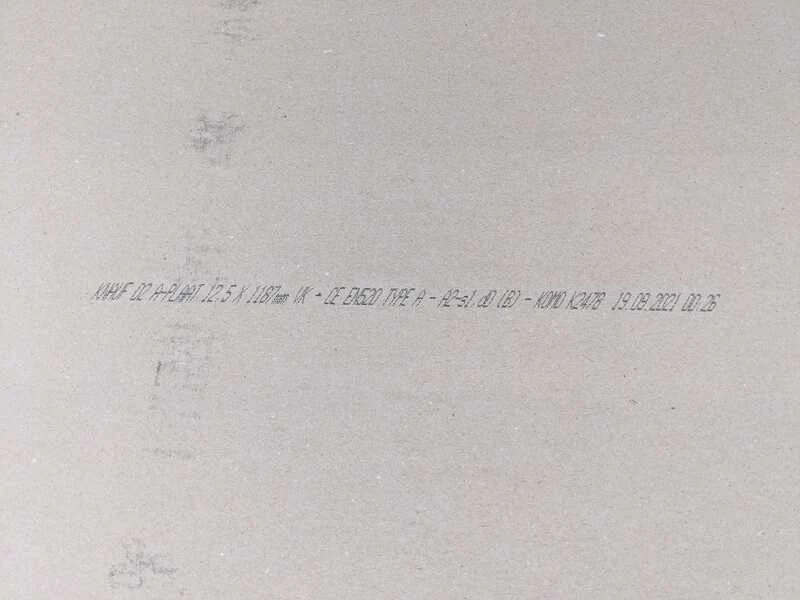 KNAUF 02 A-PLAAT 12.5 X 1187mm VK - CE EN520 TYPE A - A2-s1.d0 (B) - KOMO K2478 19.09.2021 00:26